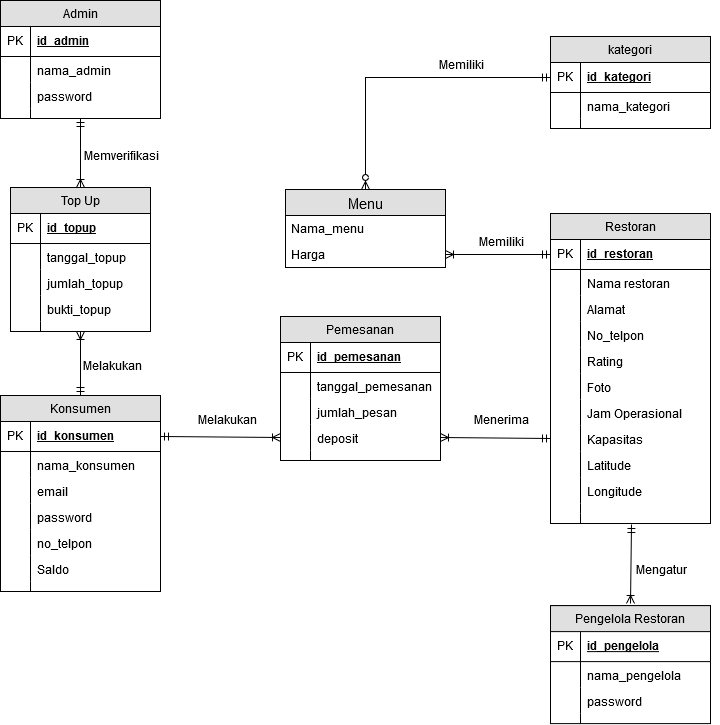 Admin
PK id_admin
nama_admin
password
Memverifikasi
Top Up
PK id_topup
tanggal_topup
jumlah_topup
bukti_topup
Melakukan
Konsumen
PK id_konsumen
nama_konsumen
email
password
no_telpon
Saldo
Melakukan
Pemesanan
PK id_pemesanan
tanggal_pemesanan
jumlah_pesan
deposit
Menerima
Memiliki
kategori
PK id_kategori
nama_kategori
Menu
Nama_menu
Harga
Memiliki
Restoran
PK id_restoran
Nama restoran
Alamat
No_telpon
Rating
Foto
Jam Operasional
Kapasitas
Latitude
Longitude
Mengatur
Pengelola Restoran
PK id_pengelola
nama_pengelola
password